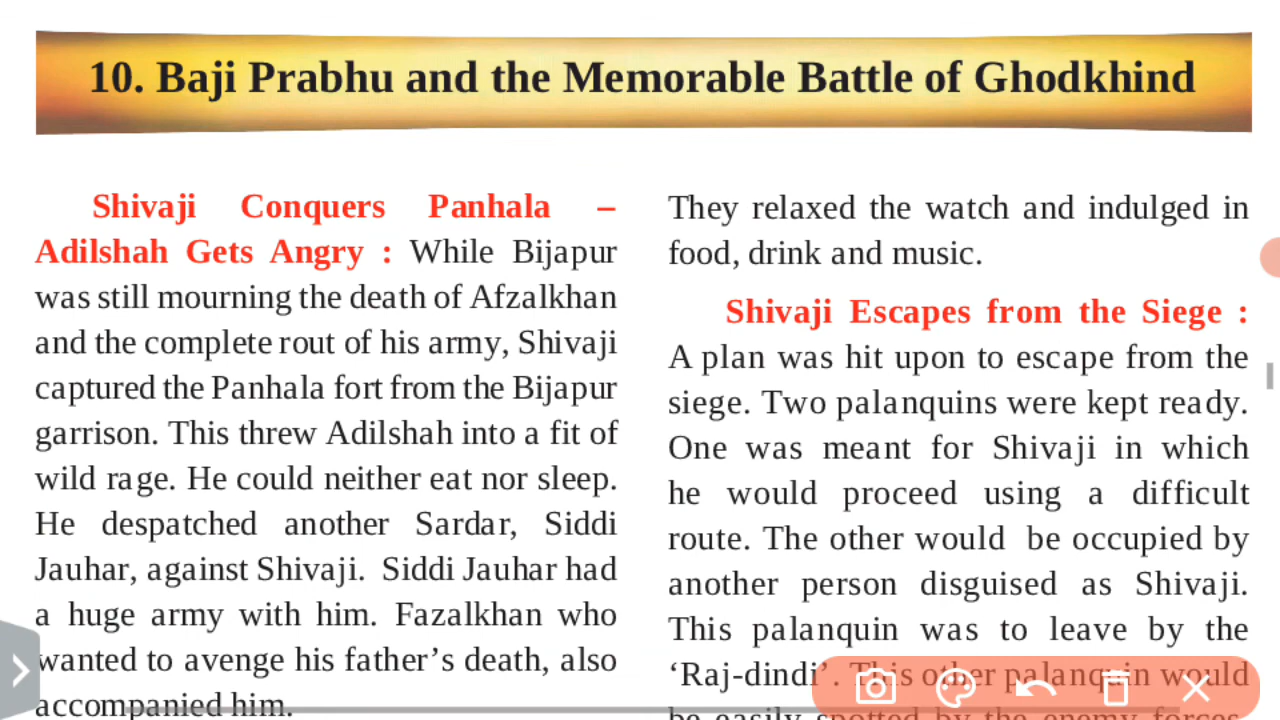 10. Baji Prabhu and the Memorable Battle of Ghodkhind
Shivaji Conquers Panhala –
Adilshah Gets Angry : While Bijapur
was still mourning the death of Afzalkhan
and the complete rout of his army, Shivaji
captured the Panhala fort from the Bijapur
garrison. This threw Adilshah into a fit of
wild rage. He could neither eat nor sleep.
He despatched another Sardar, Siddi
Jauhar, against Shivaji. Siddi Jauhar had
a huge army with him. Fazalkhan who
wanted to avenge his father’s death, also
accompanied him.
They relaxed the watch and indulged in
food, drink and music.
Shivaji Escapes from the Siege :
A plan was hit upon to escape from the
siege. Two palanquins were kept ready.
One was meant for Shivaji in which
he would proceed using a difficult
route. The other would be occupied by
another person disguised as Shivaji.
This palanquin was to leave by the
‘Raj-dindi’. This other palanquin would
be easily spotted by the enemy forces.